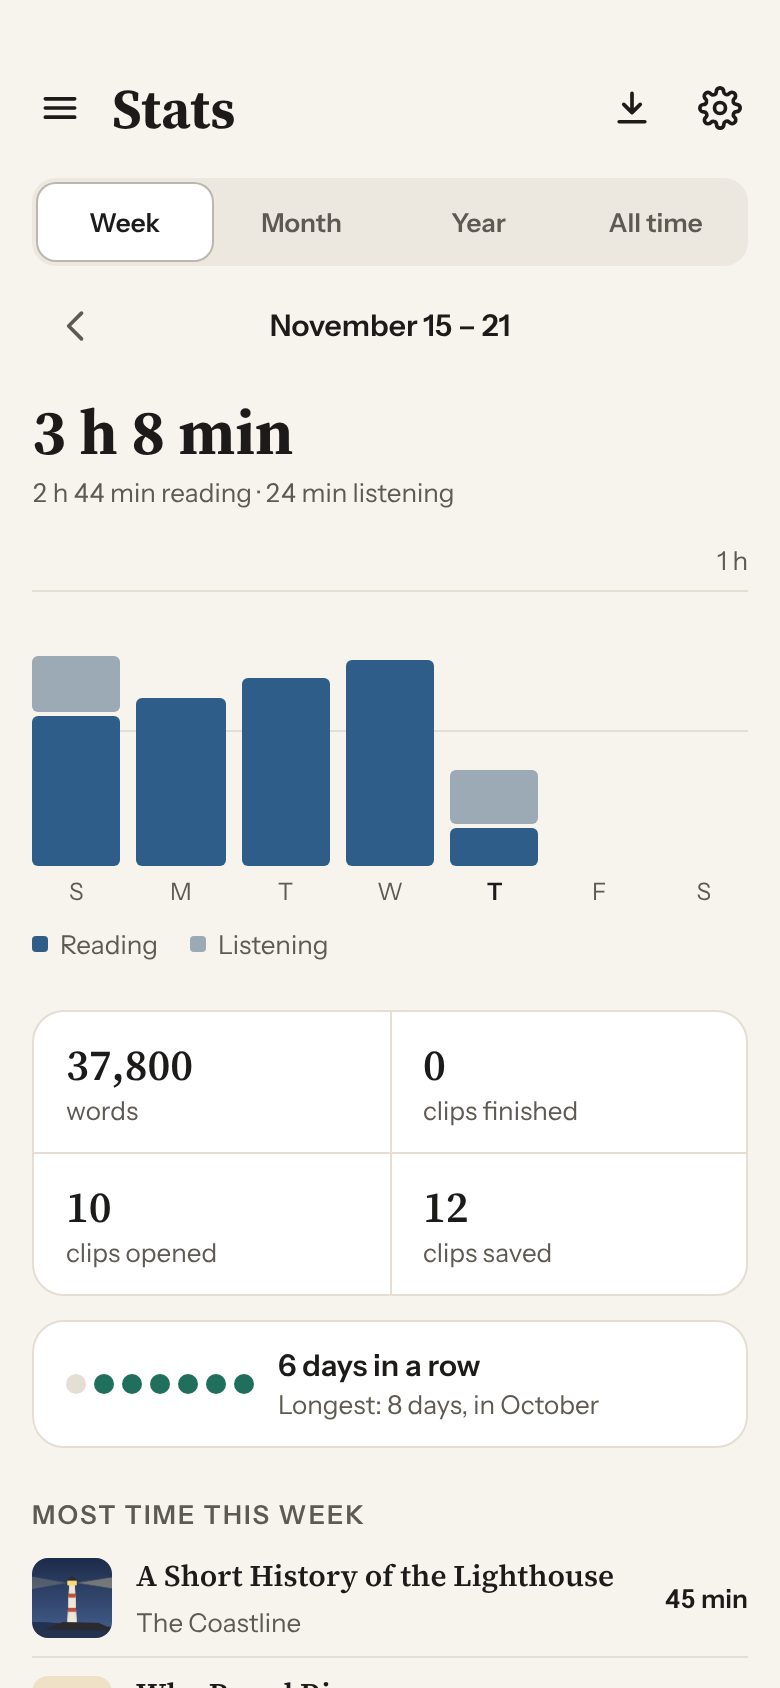 Stats
Week Month Year All time
November 15 – 21
3 h 8 min
2 h 44 min reading · 24 min listening
1 h
S M T W T F S
Reading Listening
37,800
words
0
clips finished
10
clips opened
12
clips saved
6 days in a row
Longest: 8 days, in October
MOST TIME THIS WEEK
A Short History of the Lighthouse
The Coastline
45 min